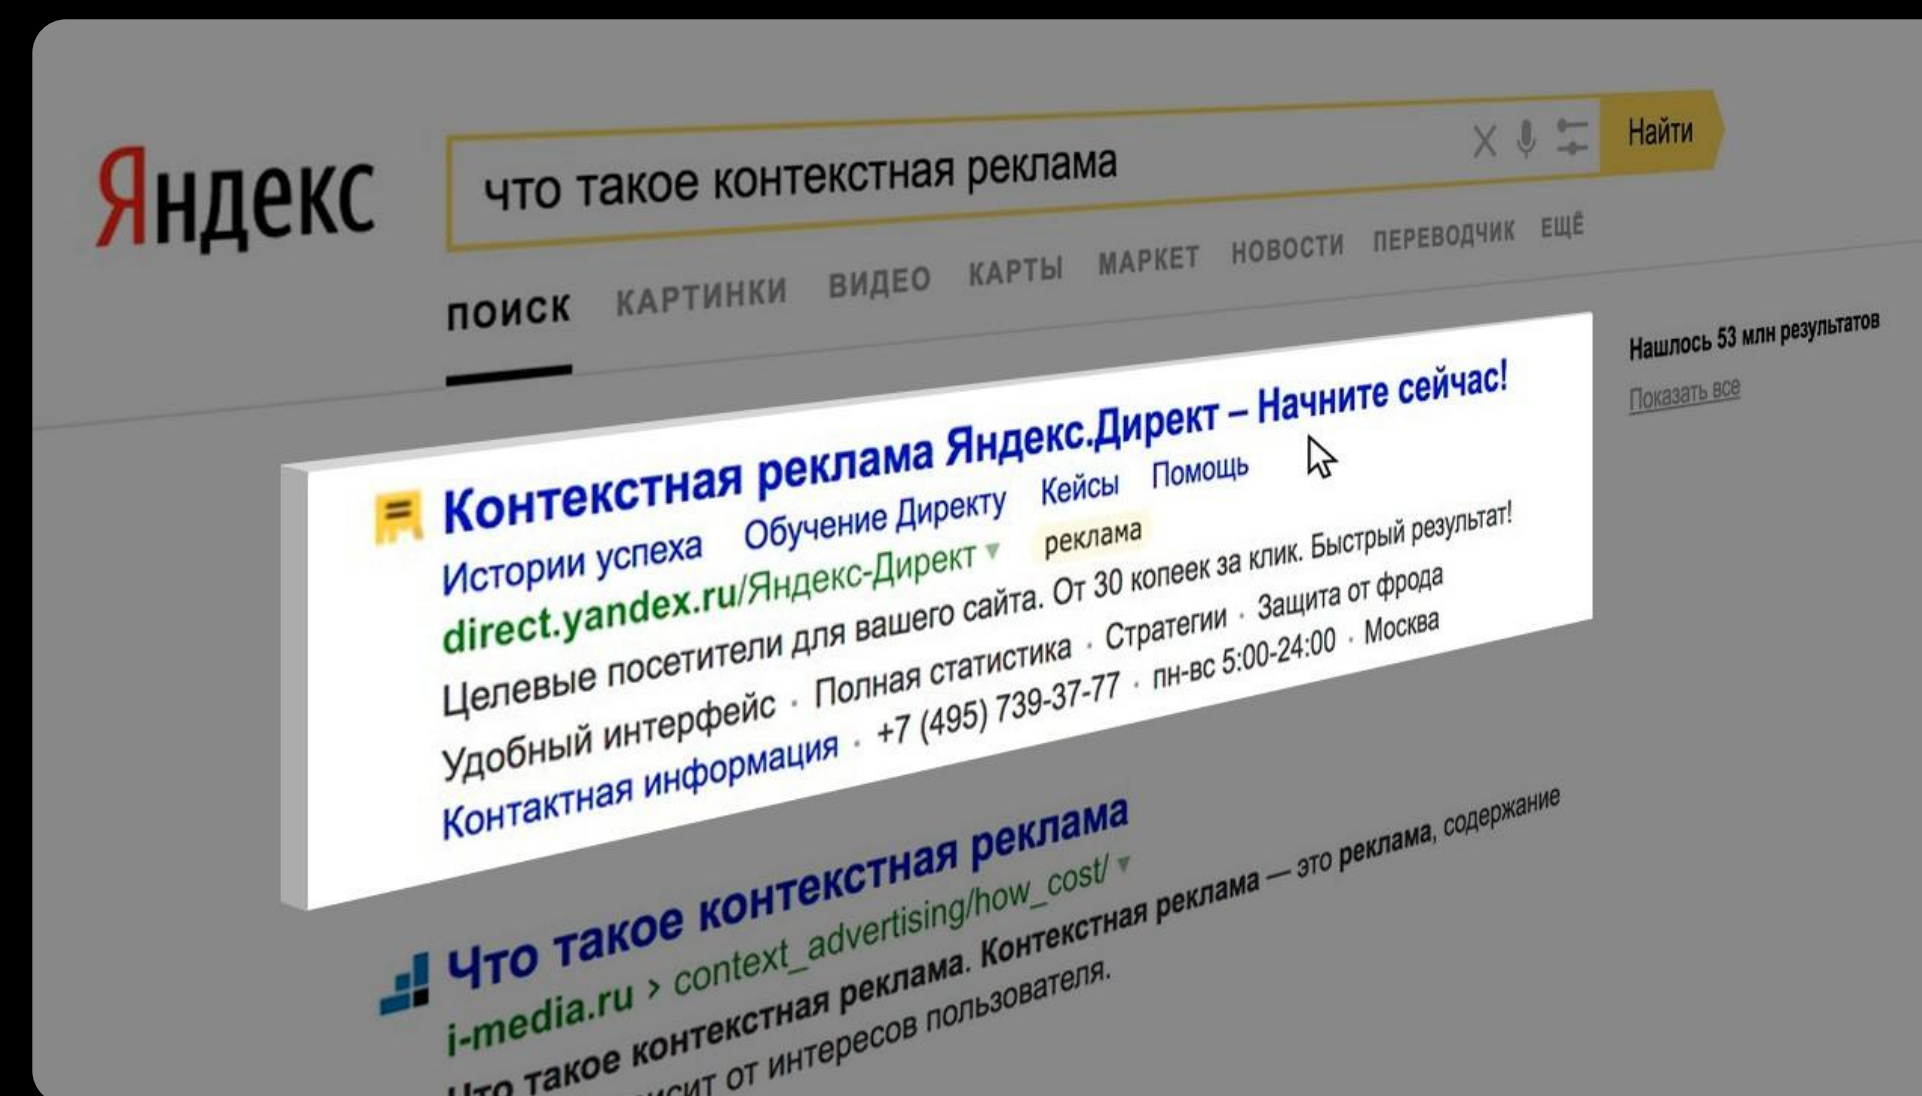 Яндекс
что такое контекстная реклама
Найти
ПОИСК КАРТИНКИ ВИДЕО КАРТЫ МАРКЕТ НОВОСТИ ПЕРЕВОДЧИК ЕЩЁ
Нашлось 53 млн результатов
Показать все
Контекстная реклама Яндекс.Директ – Начните сейчас!
Истории успеха Обучение Директу Кейсы Помощь
direct.yandex.ru/Яндекс-Директ реклама
Целевые посетители для вашего сайта. От 30 копеек за клик. Быстрый результат!
Удобный интерфейс · Полная статистика · Стратегии · Защита от фрода
Контактная информация · +7 (495) 739-37-77 · пн-вс 5:00-24:00 · Москва
Что такое контекстная реклама
i-media.ru › context_advertising/how_cost/
Что такое контекстная реклама. Контекстная реклама — это реклама, содержание
от интересов пользователя.